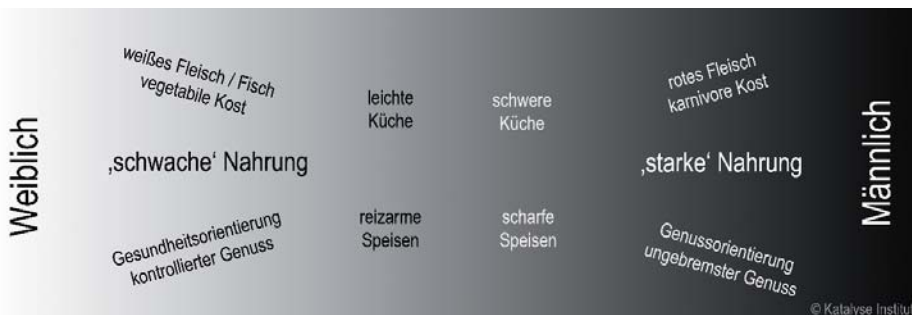 Weiblich
weißes Fleisch / Fisch
vegetabile Kost
‚schwache‘ Nahrung
Gesundheitsorientierung
kontrollierter Genuss
leichte
Küche
reizarme
Speisen
schwere
Küche
scharfe
Speisen
rotes Fleisch
karnivore Kost
‚starke‘ Nahrung
Genussorientierung
ungebremster Genuss
Männlich
© Katalyse Institut